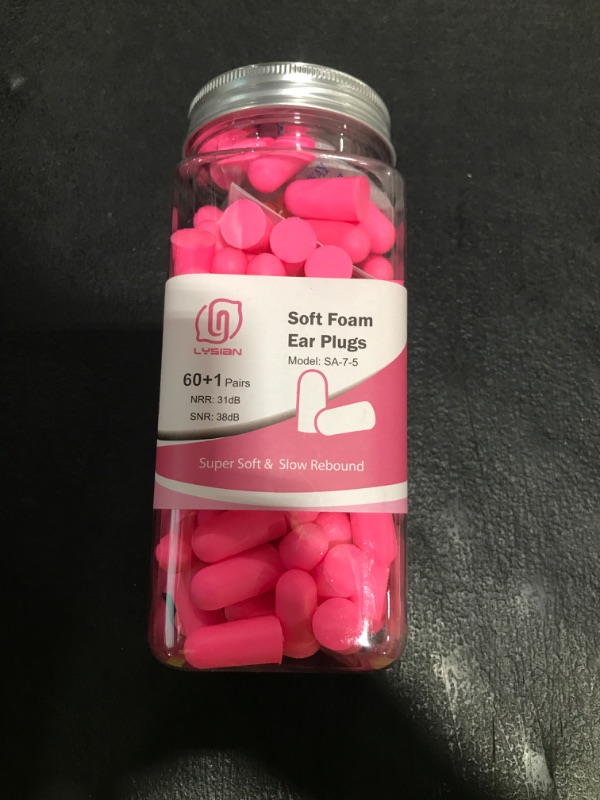 LYSIAN
Soft Foam
Ear Plugs
Model: SA-7-5
60+1 Pairs
NRR: 31dB
SNR: 38dB
Super Soft & Slow Rebound